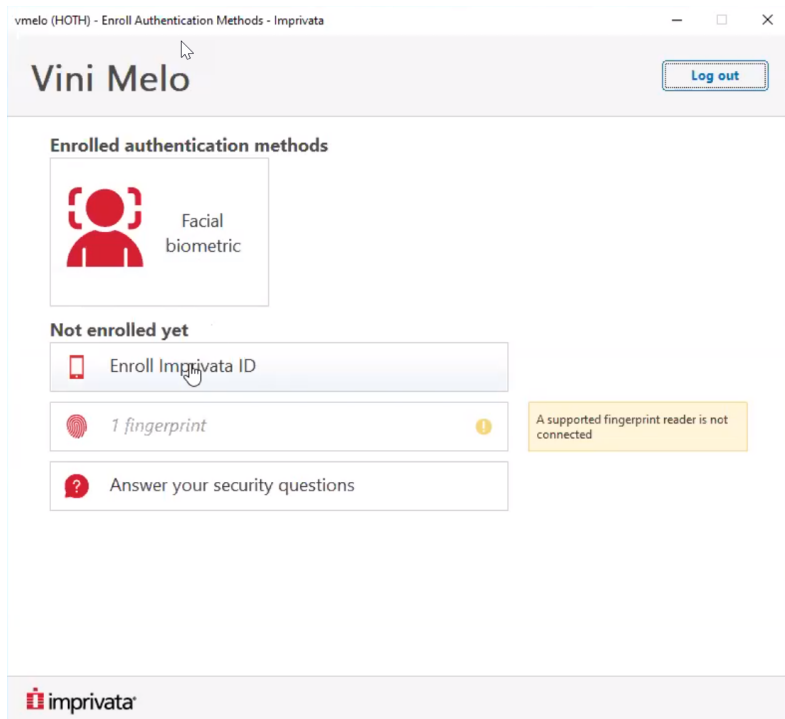 vmelo (HOTH) - Enroll Authentication Methods - Imprivata
Vini Melo
Log out
Enrolled authentication methods
Facial
biometric
Not enrolled yet
Enroll Imprivata ID
1 fingerprint
A supported fingerprint reader is not
connected
Answer your security questions
imprivata